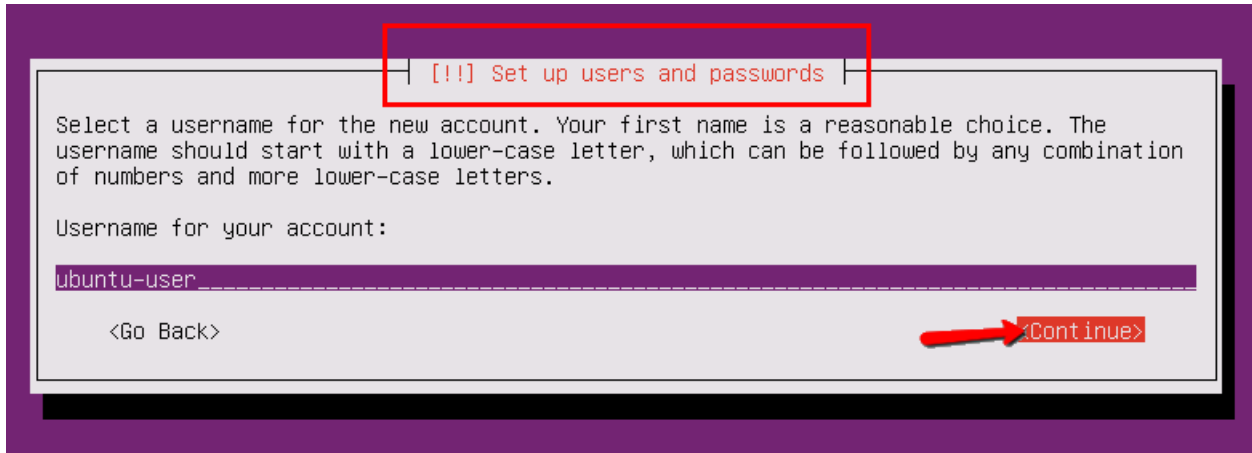 [!!] Set up users and passwords
Select a username for the new account. Your first name is a reasonable choice. The
username should start with a lower-case letter, which can be followed by any combination
of numbers and more lower-case letters.
Username for your account:
ubuntu-user
<Go Back> <Continue>